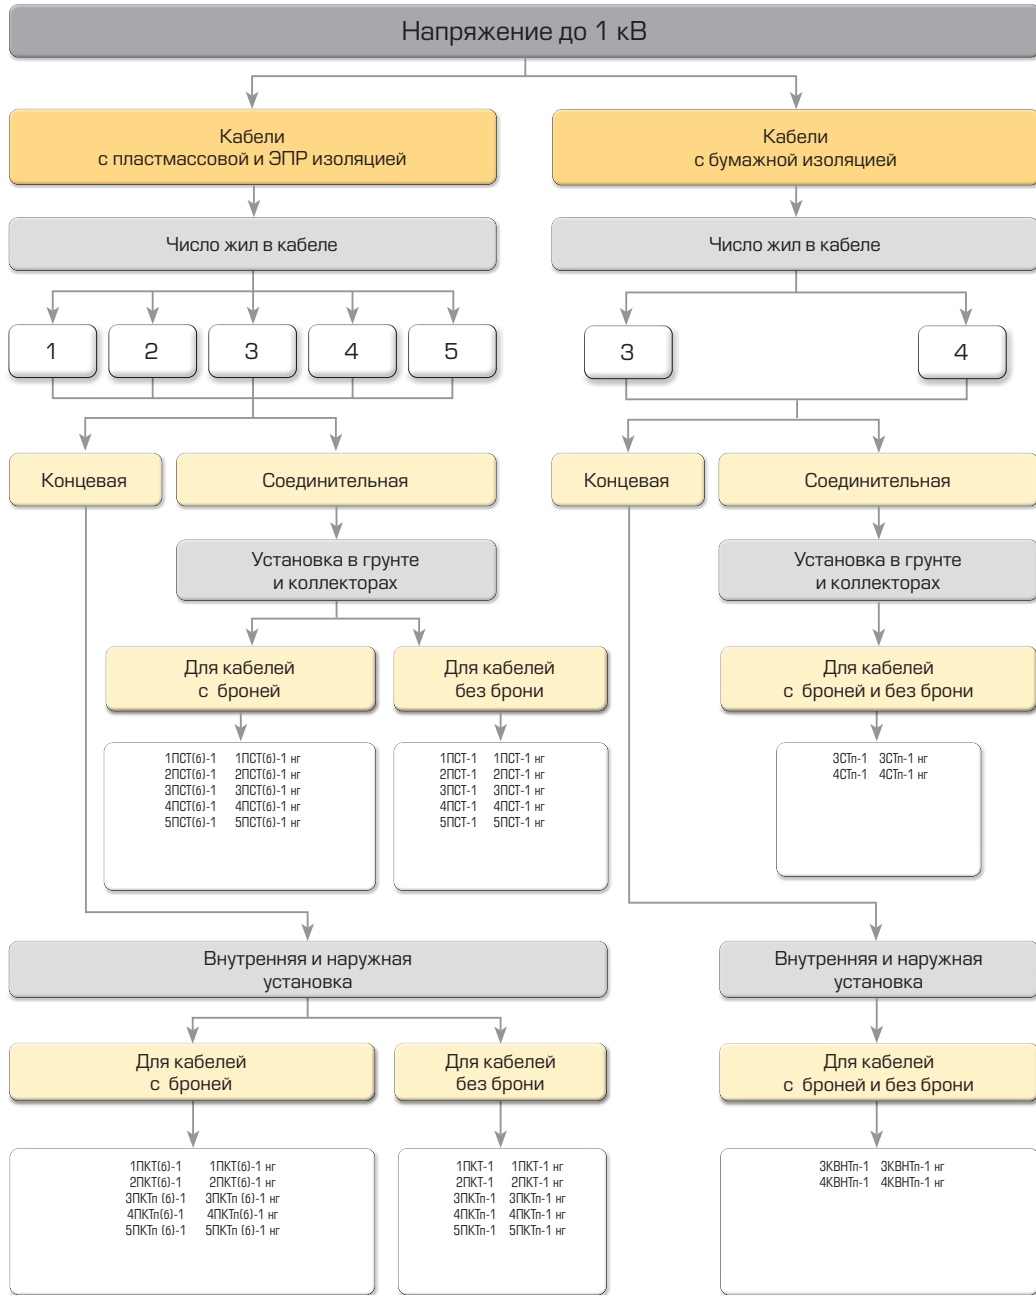 Напряжение до 1 кВ
Кабели
с пластмассовой и ЭПР изоляцией
Кабели
с бумажной изоляцией
Число жил в кабеле
Число жил в кабеле
1 2 3 4 5
3 4
Концевая
Соединительная
Концевая
Соединительная
Установка в грунте
и коллекторах
Установка в грунте
и коллекторах
Для кабелей
с броней
Для кабелей
без брони
Для кабелей
с броней и без брони
1ПСТ(б)-1 1ПСТ(б)-1 нг
2ПСТ(б)-1 2ПСТ(б)-1 нг
3ПСТ(б)-1 3ПСТ(б)-1 нг
4ПСТ(б)-1 4ПСТ(б)-1 нг
5ПСТ(б)-1 5ПСТ(б)-1 нг
1ПСТ-1 1ПСТ-1 нг
2ПСТ-1 2ПСТ-1 нг
3ПСТ-1 3ПСТ-1 нг
4ПСТ-1 4ПСТ-1 нг
5ПСТ-1 5ПСТ-1 нг
3СТп-1 3СТп-1 нг
4СТп-1 4СТп-1 нг
Внутренняя и наружная
установка
Внутренняя и наружная
установка
Для кабелей
с броней
Для кабелей
без брони
Для кабелей
с броней и без брони
1ПКТ(б)-1 1ПКТ(б)-1 нг
2ПКТ(б)-1 2ПКТ(б)-1 нг
3ПКТп (б)-1 3ПКТп (б)-1 нг
4ПКТп(б)-1 4ПКТп(б)-1 нг
5ПКТп (б)-1 5ПКТп (б)-1 нг
1ПКТ-1 1ПКТ-1 нг
2ПКТ-1 2ПКТ-1 нг
3ПКТп-1 3ПКТп-1 нг
4ПКТп-1 4ПКТп-1 нг
5ПКТп-1 5ПКТп-1 нг
3КВНТп-1 3КВНТп-1 нг
4КВНТп-1 4КВНТп-1 нг